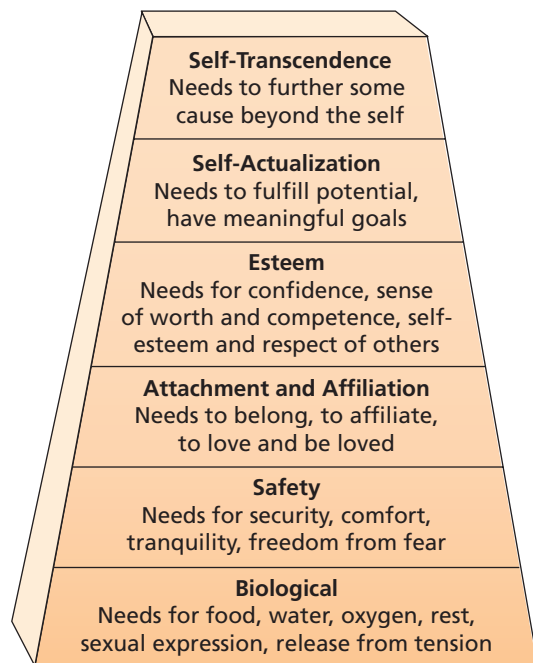 Self-Transcendence
Needs to further some
cause beyond the self
Self-Actualization
Needs to fulfill potential,
have meaningful goals
Esteem
Needs for confidence, sense
of worth and competence, self-
esteem and respect of others
Attachment and Affiliation
Needs to belong, to affiliate,
to love and be loved
Safety
Needs for security, comfort,
tranquility, freedom from fear
Biological
Needs for food, water, oxygen, rest,
sexual expression, release from tension